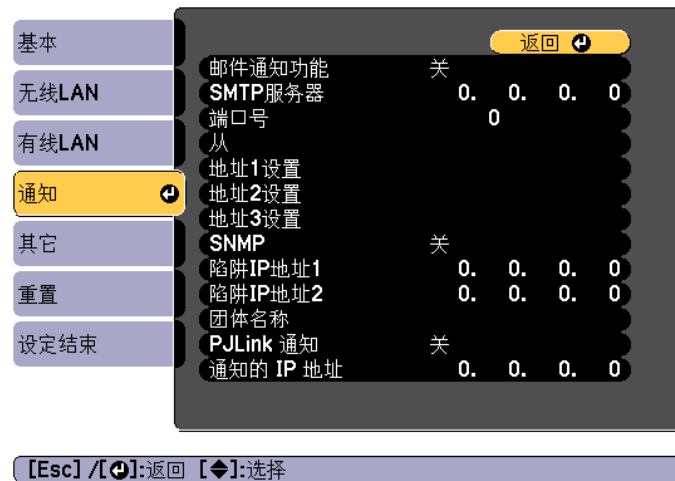 基本
无线LAN
有线LAN
通知
其它
重置
设定结束
返回
邮件通知功能 关
SMTP服务器 0. 0. 0. 0
端口号 0
从
地址1设置
地址2设置
地址3设置
SNMP 关
陷阱IP地址1 0. 0. 0. 0
陷阱IP地址2 0. 0. 0. 0
团体名称
PJLink 通知 关
通知的 IP 地址 0. 0. 0. 0
[Esc] /[⏎]:返回 [◆]:选择